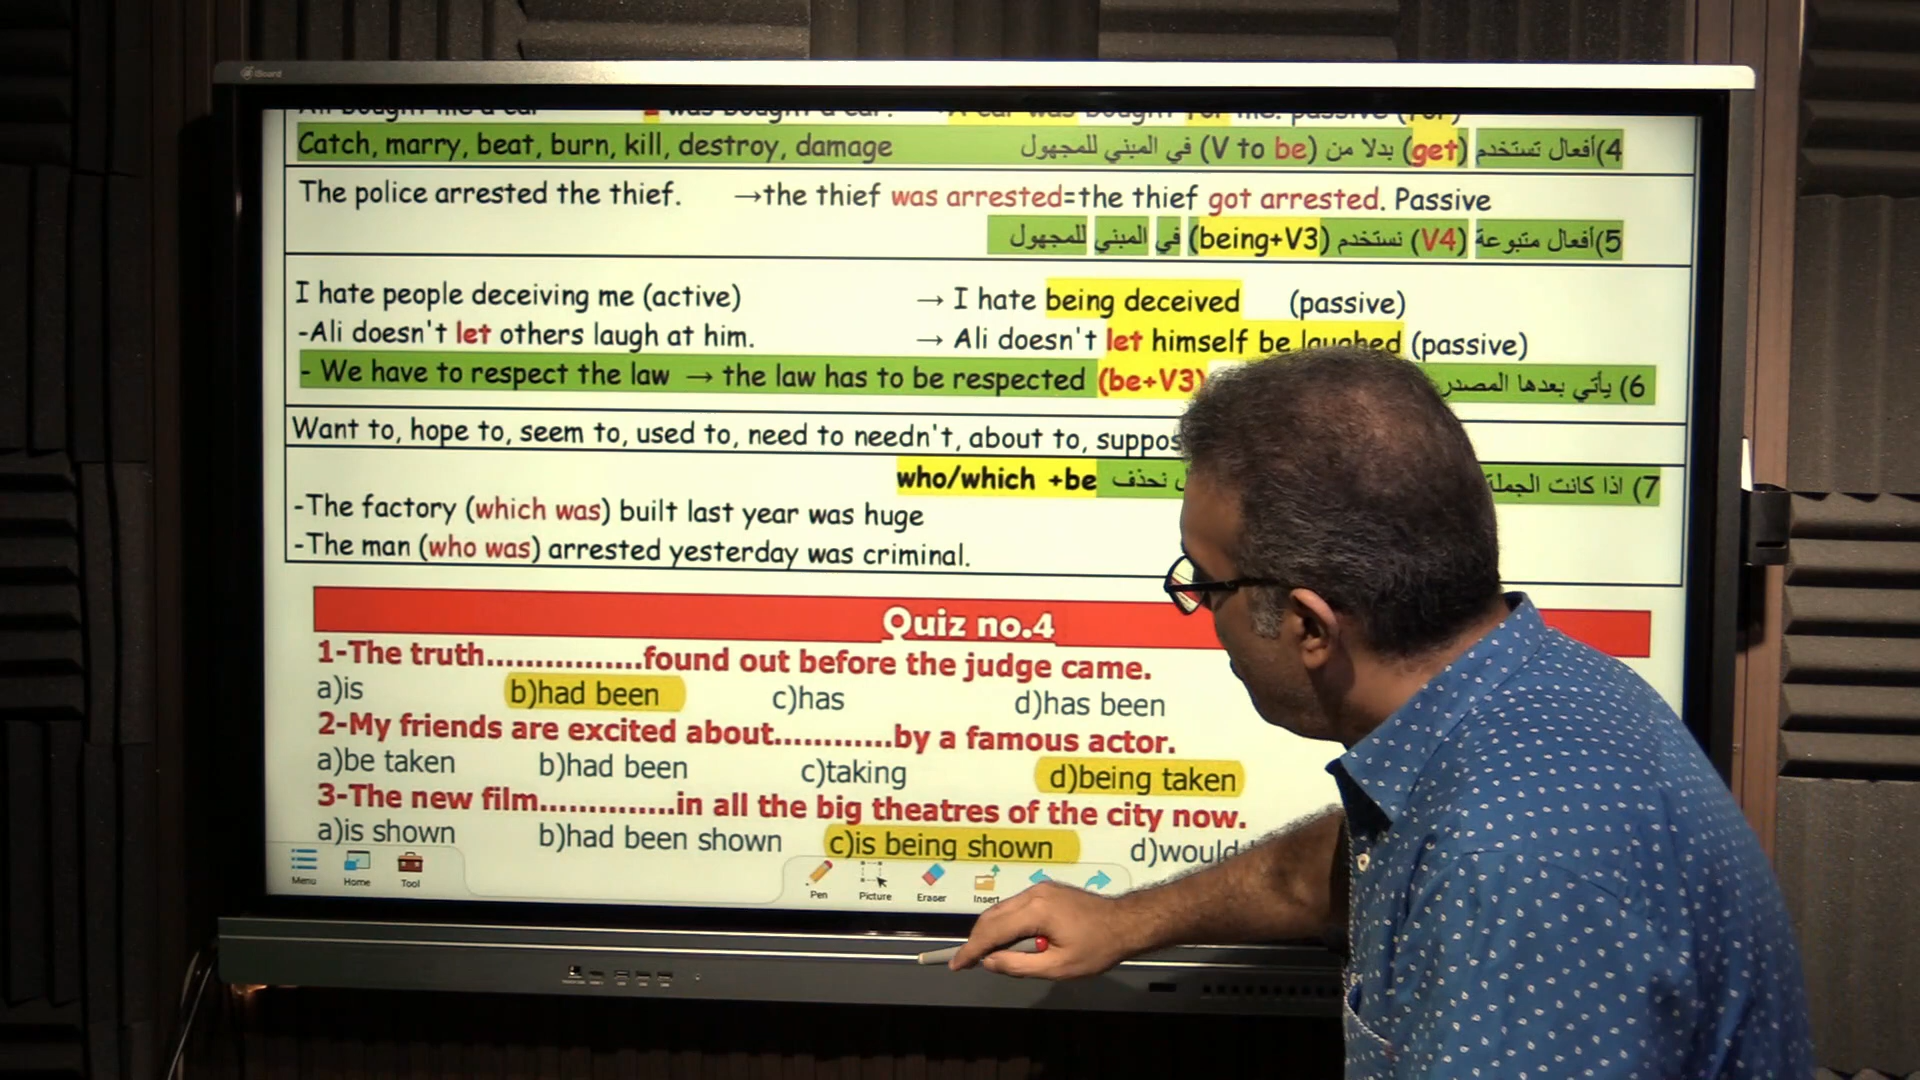 iBoard
was bought a car.
4)أفعال تستخدم (get) بدلا من (V to be) في المبني للمجهول
Catch, marry, beat, burn, kill, destroy, damage
The police arrested the thief. →the thief was arrested=the thief got arrested. Passive
5)أفعال متبوعة (V4) نستخدم (being+V3) في المبني للمجهول
I hate people deceiving me (active) → I hate being deceived (passive)
-Ali doesn't let others laugh at him. → Ali doesn't let himself be laughed (passive)
- We have to respect the law → the law has to be respected (be+V3) 6) يأتي بعدها المصدر
Want to, hope to, seem to, used to, need to needn't, about to, suppos
7) اذا كانت الجملة نحذف who/which +be
-The factory (which was) built last year was huge
-The man (who was) arrested yesterday was criminal.
Quiz no.4
1-The truth................found out before the judge came.
a)is b)had been c)has d)has been
2-My friends are excited about............by a famous actor.
a)be taken b)had been c)taking d)being taken
3-The new film..............in all the big theatres of the city now.
a)is shown b)had been shown c)is being shown d)would
Menu Home Tool Pen Picture Eraser Insert